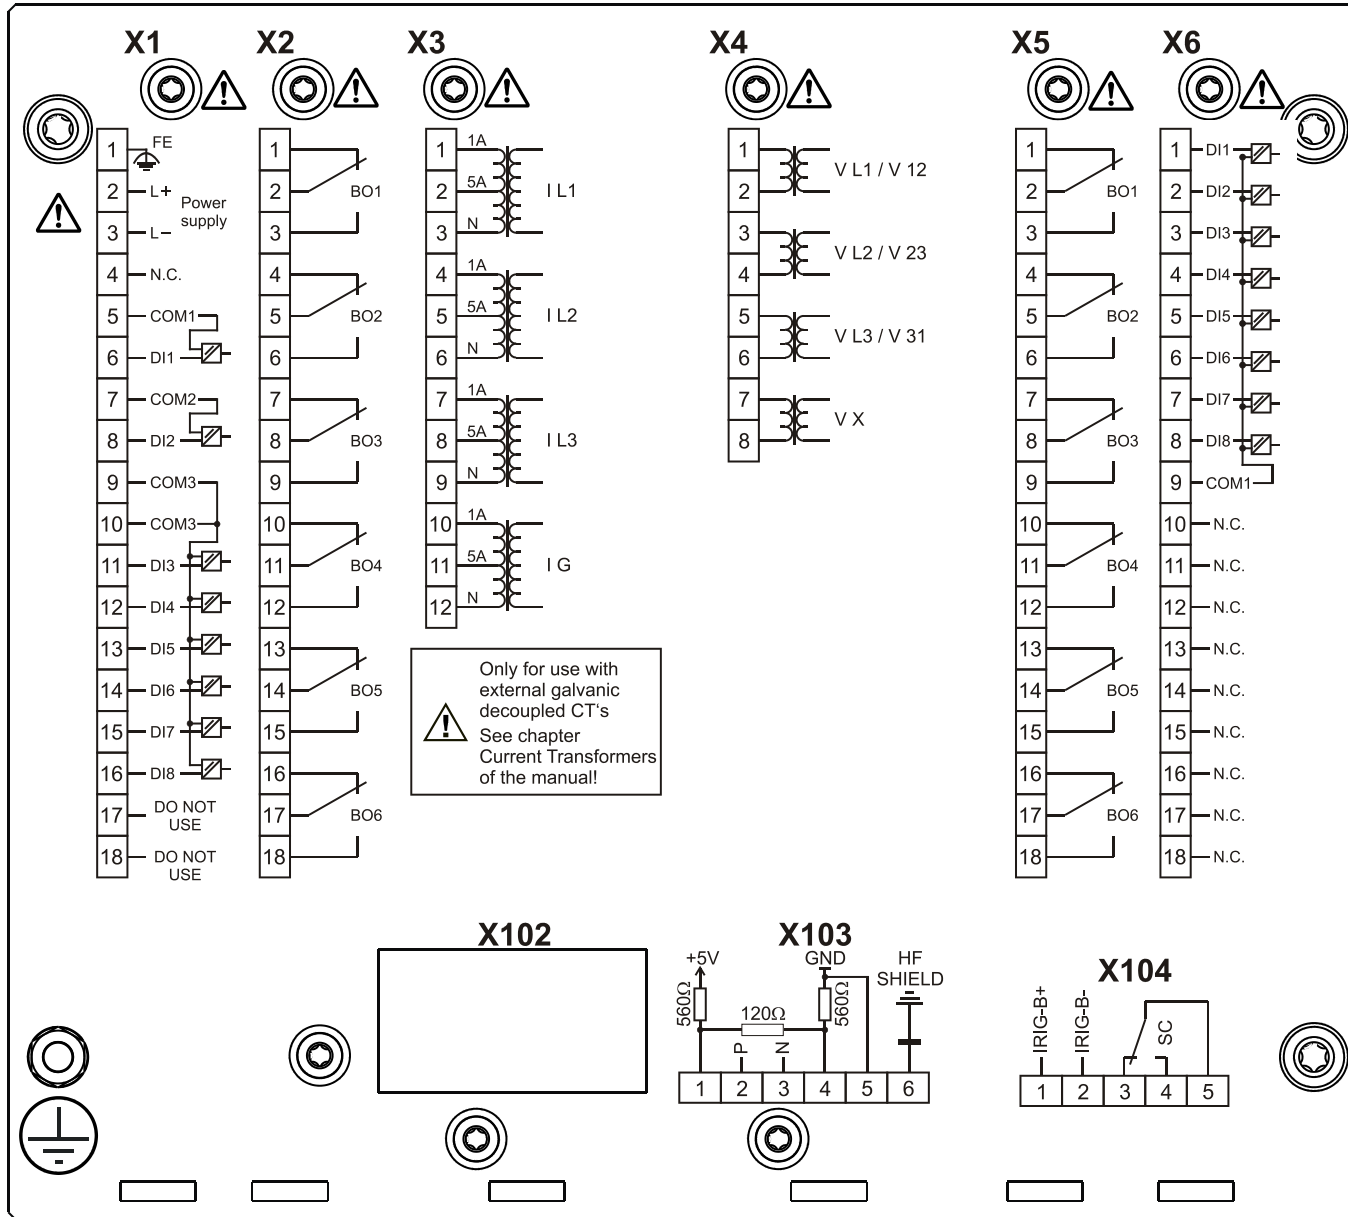 X1 X2 X3 X4 X5 X6
1 FE
2 L+
3 L–
Power
supply
4 N.C.
5 COM1
6 DI1
7 COM2
8 DI2
9 COM3
10 COM3
11 DI3
12 DI4
13 DI5
14 DI6
15 DI7
16 DI8
17 DO NOT
USE
18 DO NOT
USE
1
2 BO1
3
4
5 BO2
6
7
8 BO3
9
10
11 BO4
12
13
14 BO5
15
16
17 BO6
18
1 1A
2 5A I L1
3 N
4 1A
5 5A I L2
6 N
7 1A
8 5A I L3
9 N
10 1A
11 5A I G
12 N
Only for use with
external galvanic
decoupled CT‘s
See chapter
Current Transformers
of the manual!
1
V L1 / V 12
2
3
V L2 / V 23
4
5
V L3 / V 31
6
7
V X
8
1
2 BO1
3
4
5 BO2
6
7
8 BO3
9
10
11 BO4
12
13
14 BO5
15
16
17 BO6
18
1 DI1
2 DI2
3 DI3
4 DI4
5 DI5
6 DI6
7 DI7
8 DI8
9 COM1
10 N.C.
11 N.C.
12 N.C.
13 N.C.
14 N.C.
15 N.C.
16 N.C.
17 N.C.
18 N.C.
X102
X103
+5V GND HF
SHIELD
560Ω 120Ω 560Ω
P N
1 2 3 4 5 6
X104
IRIG-B+ IRIG-B- SC
1 2 3 4 5